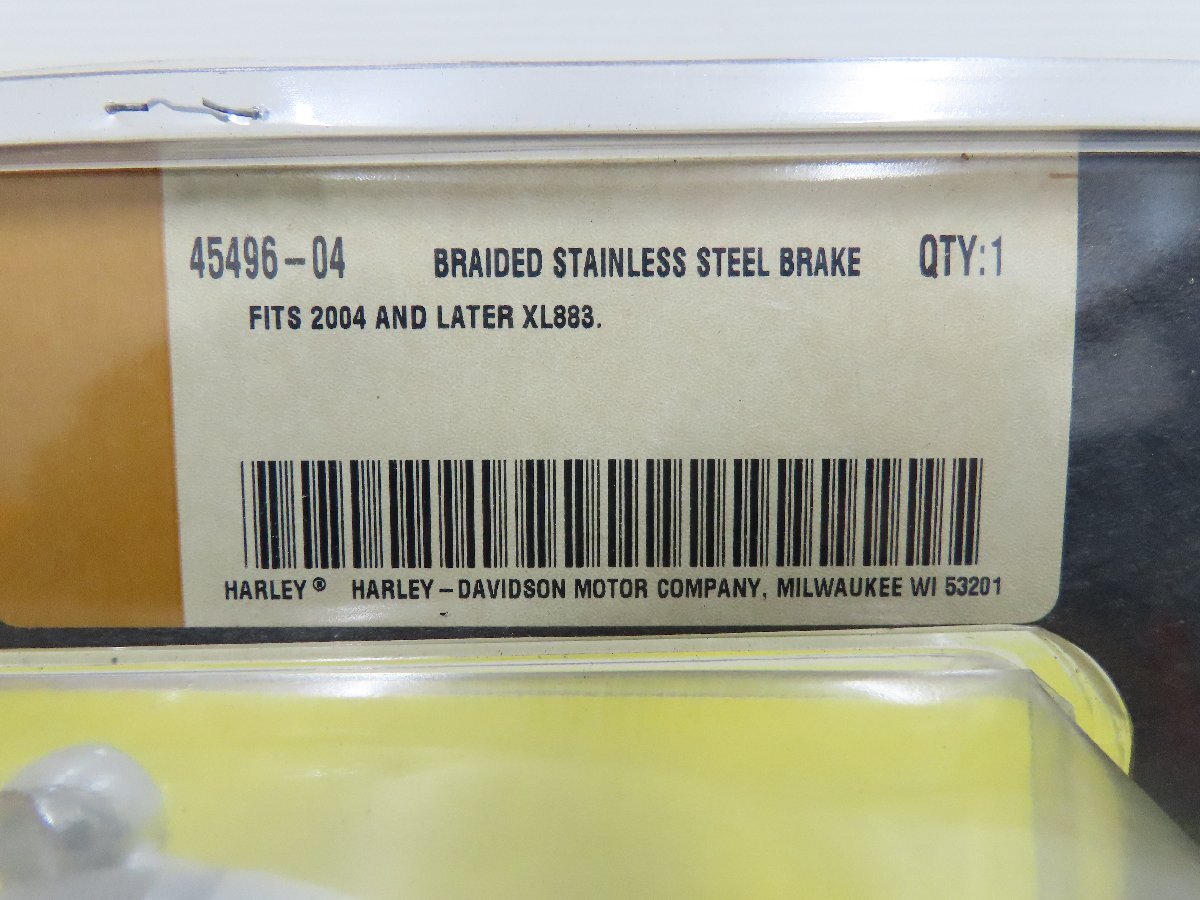 45496-04 BRAIDED STAINLESS STEEL BRAKE QTY:1
FITS 2004 AND LATER XL883.
HARLEY® HARLEY-DAVIDSON MOTOR COMPANY, MILWAUKEE WI 53201